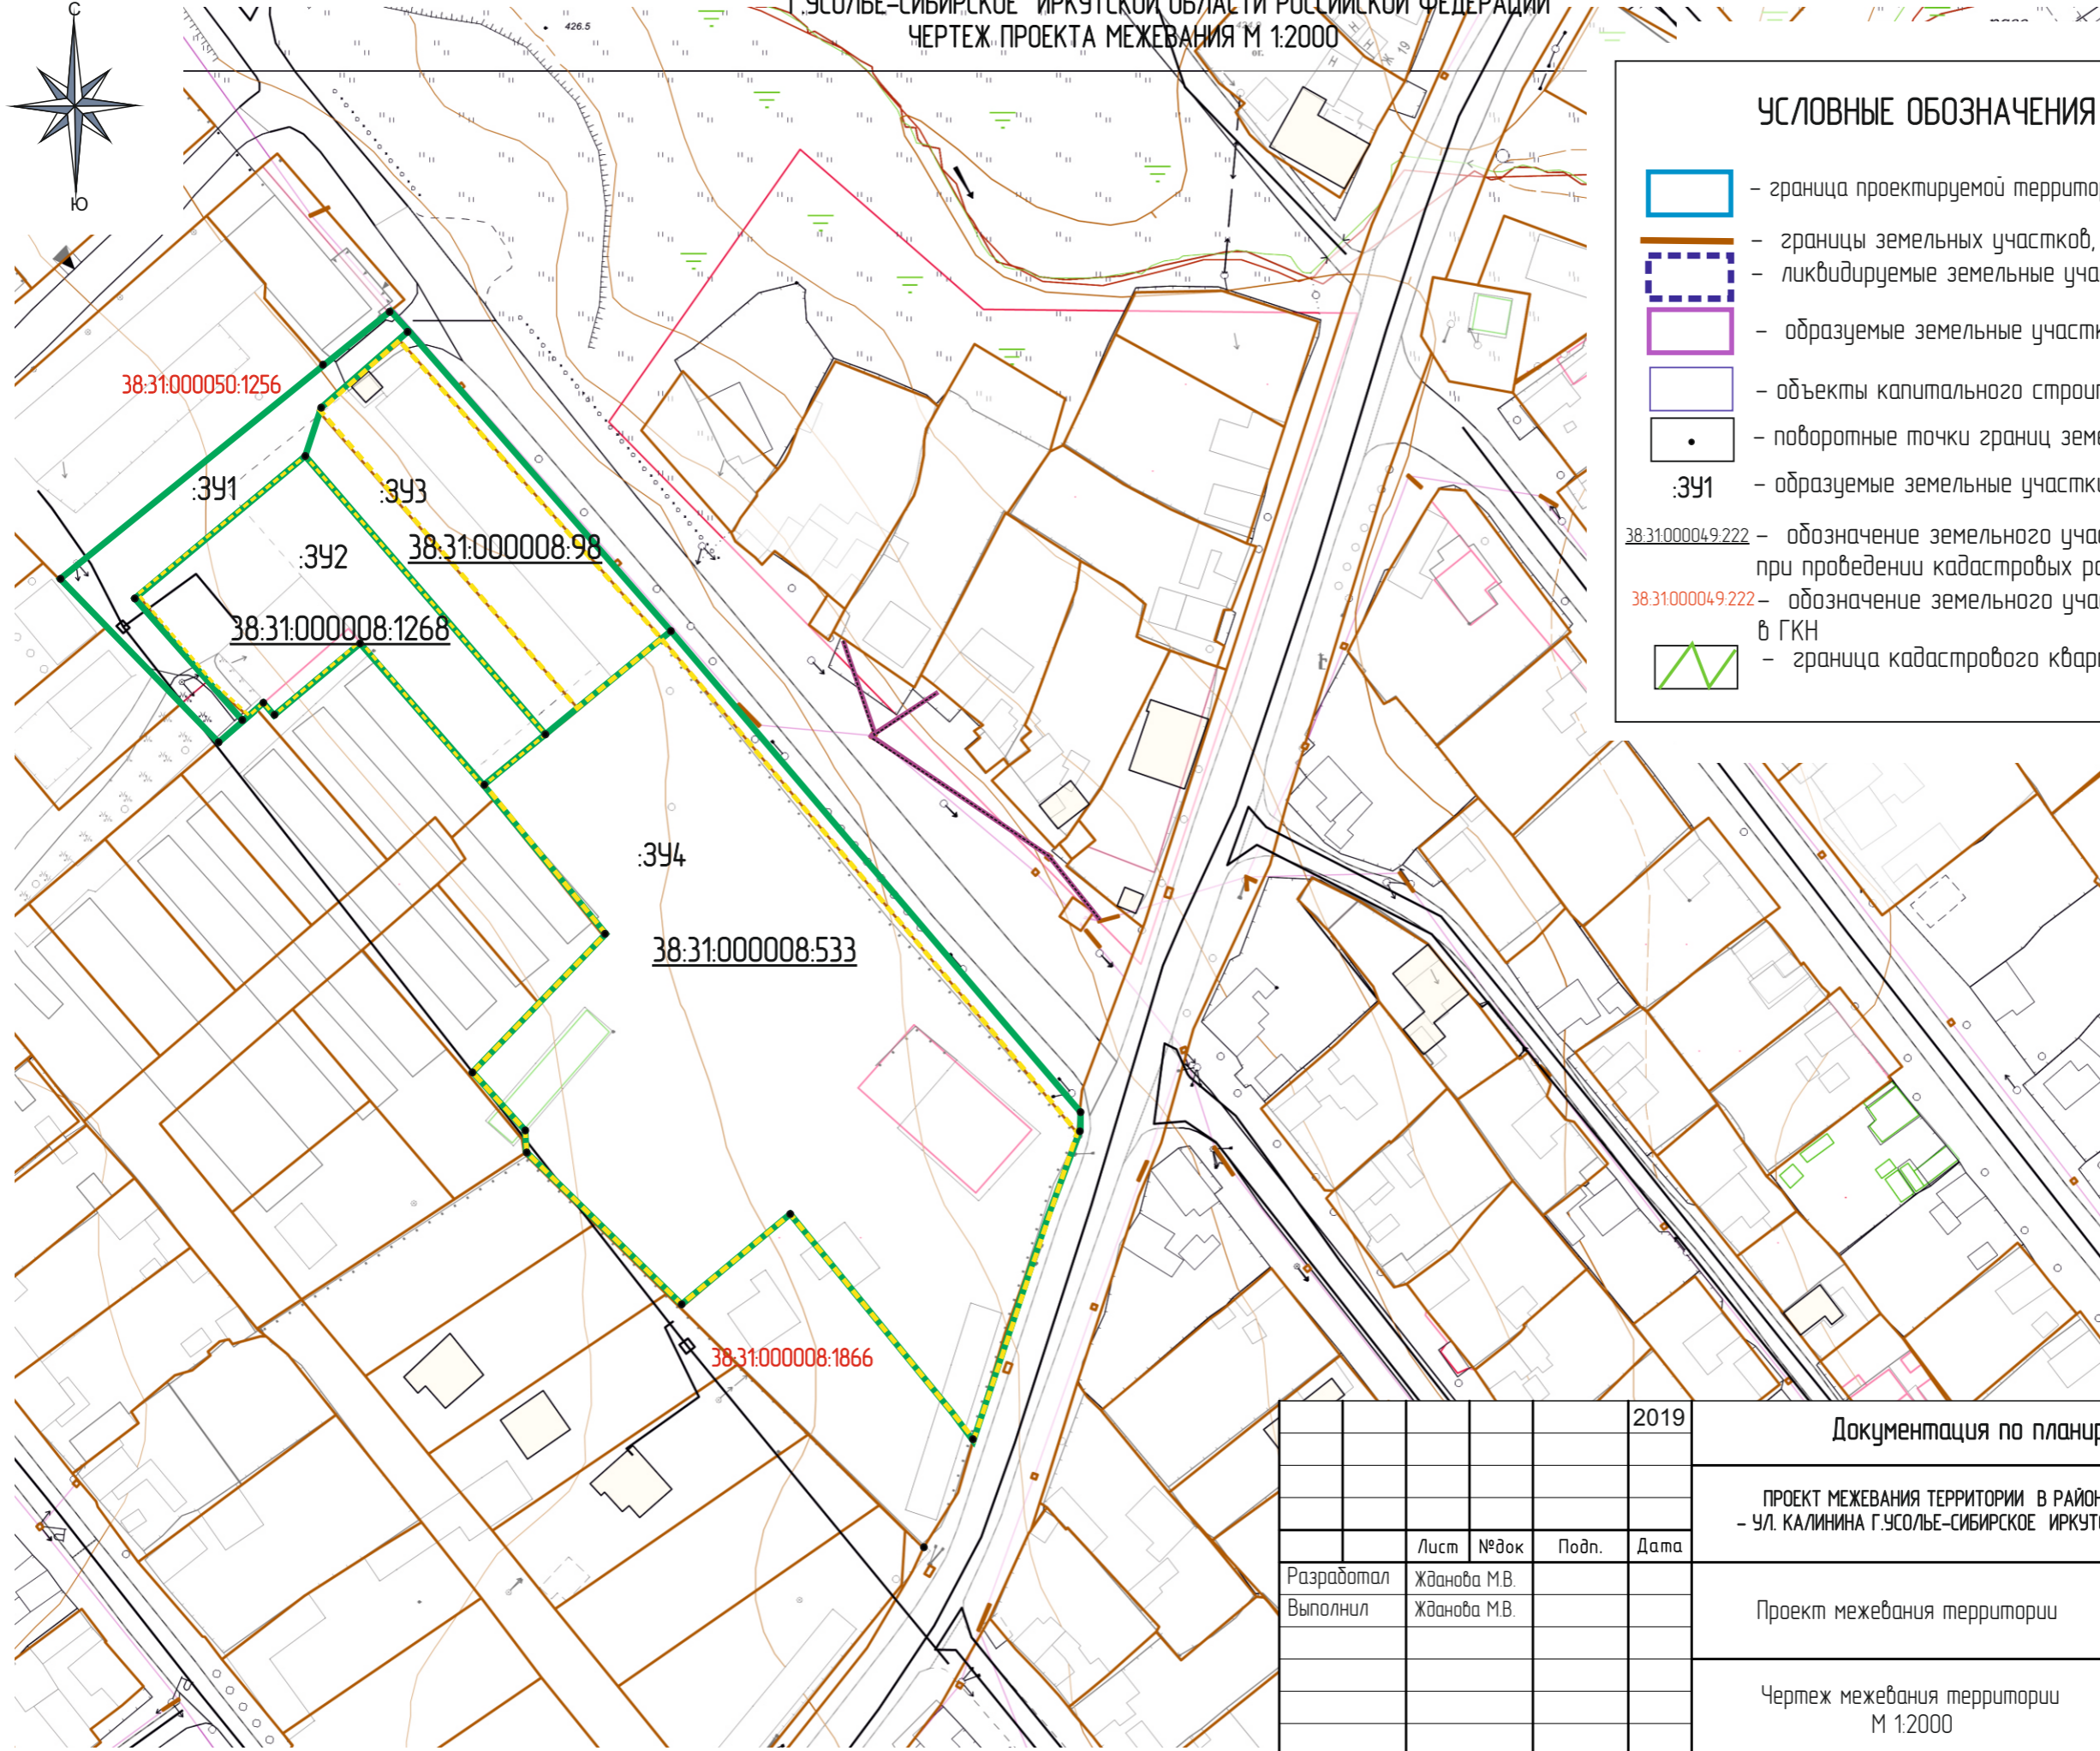 Г.УСОЛЬЕ-СИБИРСКОЕ ИРКУТСКОЙ ОБЛАСТИ РОССИЙСКОЙ ФЕДЕРАЦИИ
ЧЕРТЕЖ ПРОЕКТА МЕЖЕВАНИЯ М 1:2000
С
Ю
426.5
Н
Н
Н
Ж
19
ог.
УСЛОВНЫЕ ОБОЗНАЧЕНИЯ
- граница проектируемой террито
- границы земельных участков,
- ликвидируемые земельные уча
- образуемые земельные участк
- объекты капитального строи
- поворотные точки границ зем
:ЗУ1 - образуемые земельные участки
38:31:000049:222 - обозначение земельного уча
при проведении кадастровых р
38:31:000049:222 - обозначение земельного уча
в ГКН
- граница кадастрового квар
38:31:000050:1256
:ЗУ1
:ЗУ3
:ЗУ2
38:31:000008:98
38:31:000008:1268
:ЗУ4
38:31:000008:533
38:31:000008:1866
2019
Документация по планир
ПРОЕКТ МЕЖЕВАНИЯ ТЕРРИТОРИИ В РАЙОН
- УЛ. КАЛИНИНА Г.УСОЛЬЕ-СИБИРСКОЕ ИРКУТ
Лист №док Подп. Дата
Разработал Жданова М.В.
Выполнил Жданова М.В.
Проект межевания территории
Чертеж межевания территории
М 1:2000